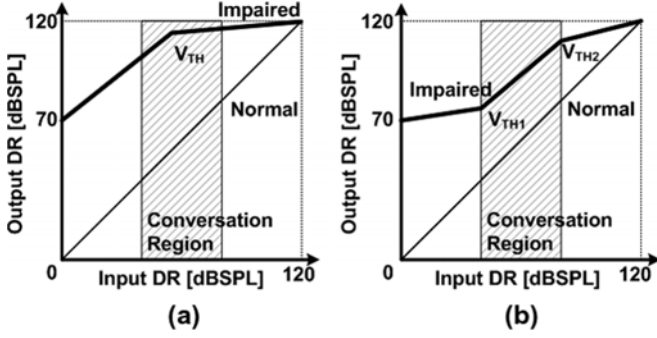 120
Impaired
V_TH
70
Normal
Output DR [dBSPL]
Conversation
Region
0
120
Input DR [dBSPL]
(a)
120
V_TH2
Impaired
70
V_TH1
Normal
Output DR [dBSPL]
Conversation
Region
0
120
Input DR [dBSPL]
(b)